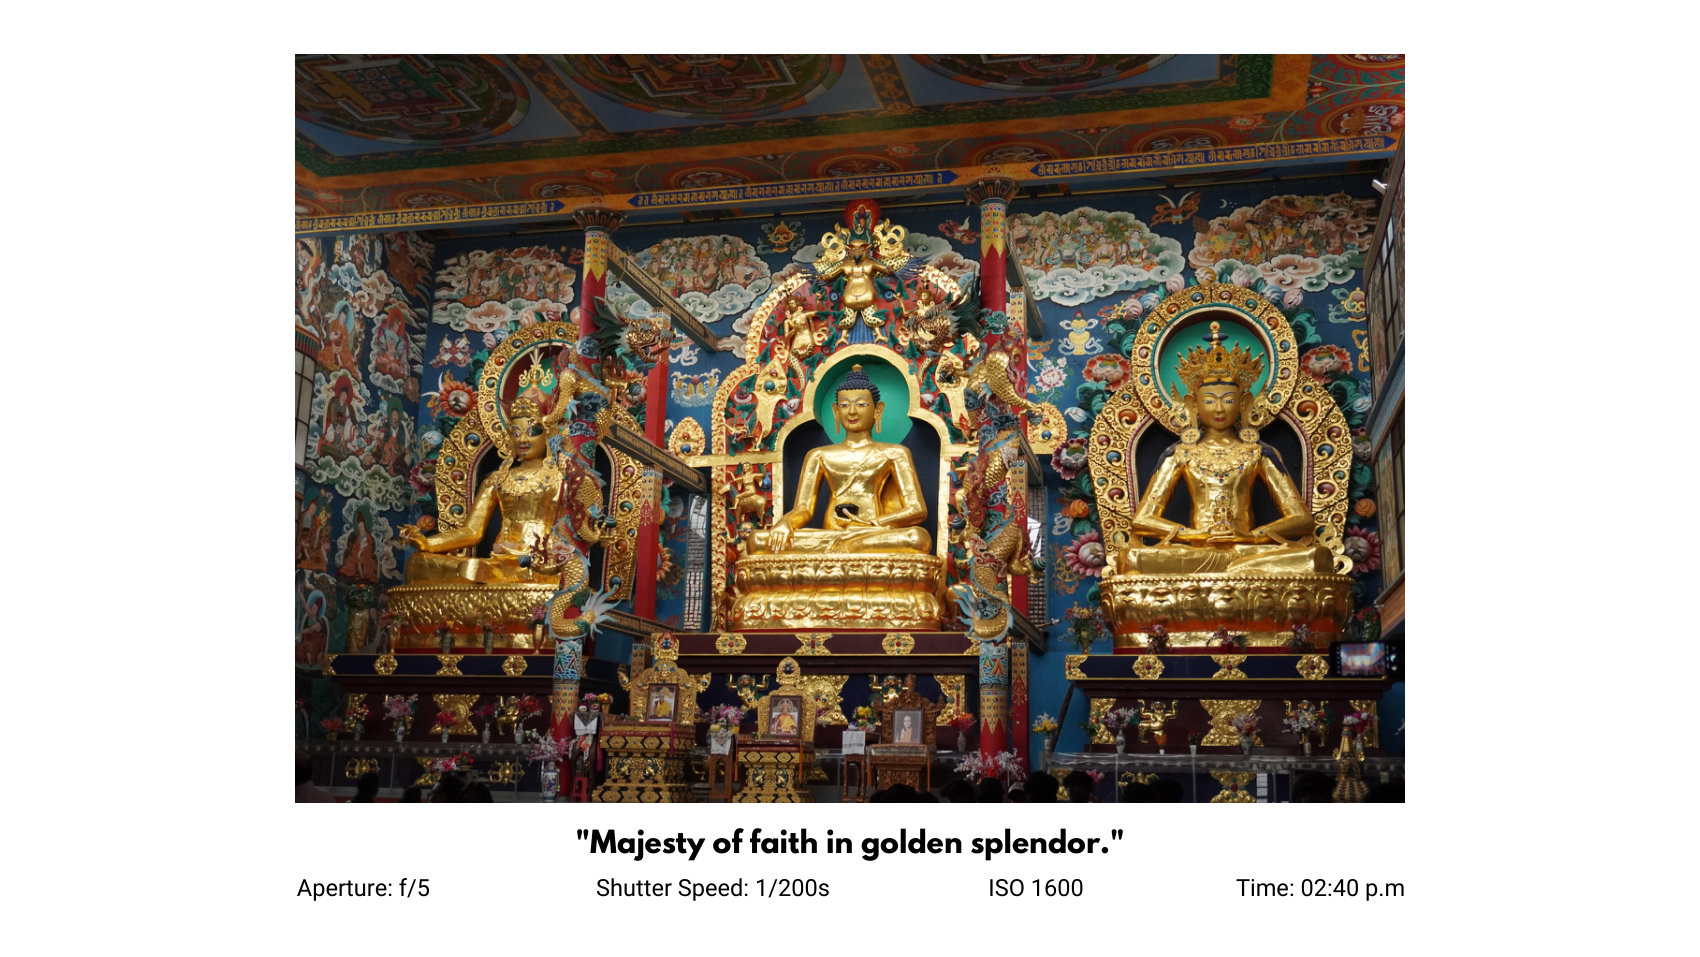 "Majesty of faith in golden splendor."
Aperture: f/5 Shutter Speed: 1/200s ISO 1600 Time: 02:40 p.m